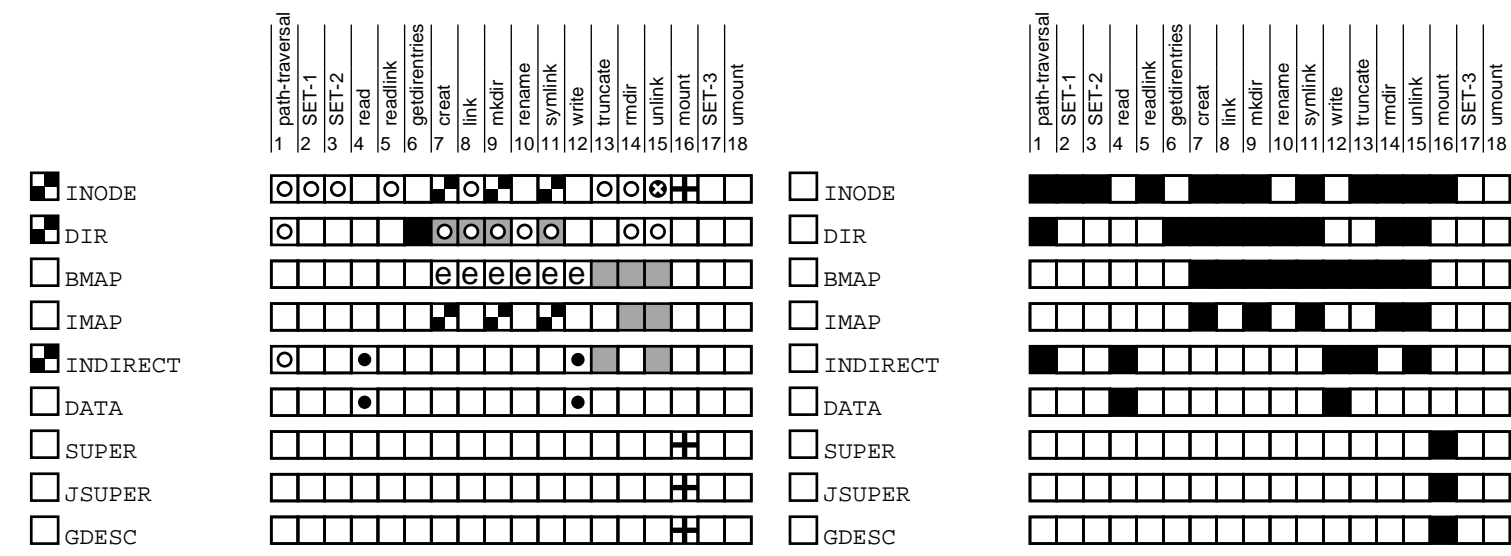 path-traversal SET-1 SET-2 read readlink getdirentries creat link mkdir rename symlink write truncate rmdir unlink mount SET-3 umount
1 2 3 4 5 6 7 8 9 10 11 12 13 14 15 16 17 18
INODE
DIR
BMAP e e e e e e
IMAP
INDIRECT
DATA
SUPER
JSUPER
GDESC
path-traversal SET-1 SET-2 read readlink getdirentries creat link mkdir rename symlink write truncate rmdir unlink mount SET-3 umount
1 2 3 4 5 6 7 8 9 10 11 12 13 14 15 16 17 18
INODE
DIR
BMAP
IMAP
INDIRECT
DATA
SUPER
JSUPER
GDESC